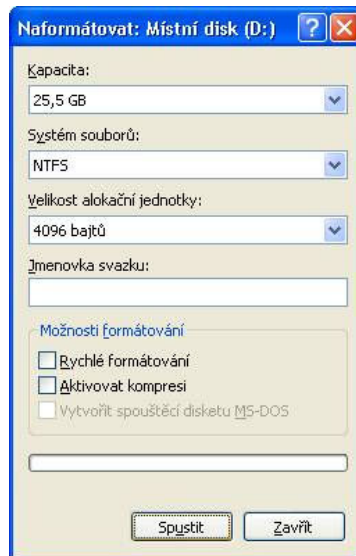 Naformátovat: Místní disk (D:)
Kapacita:
25,5 GB
Systém souborů:
NTFS
Velikost alokační jednotky:
4096 bajtů
Jmenovka svazku:
Možnosti formátování
Rychlé formátování
Aktivovat kompresi
Vytvořit spouštěcí disketu MS-DOS
Spustit
Zavřít